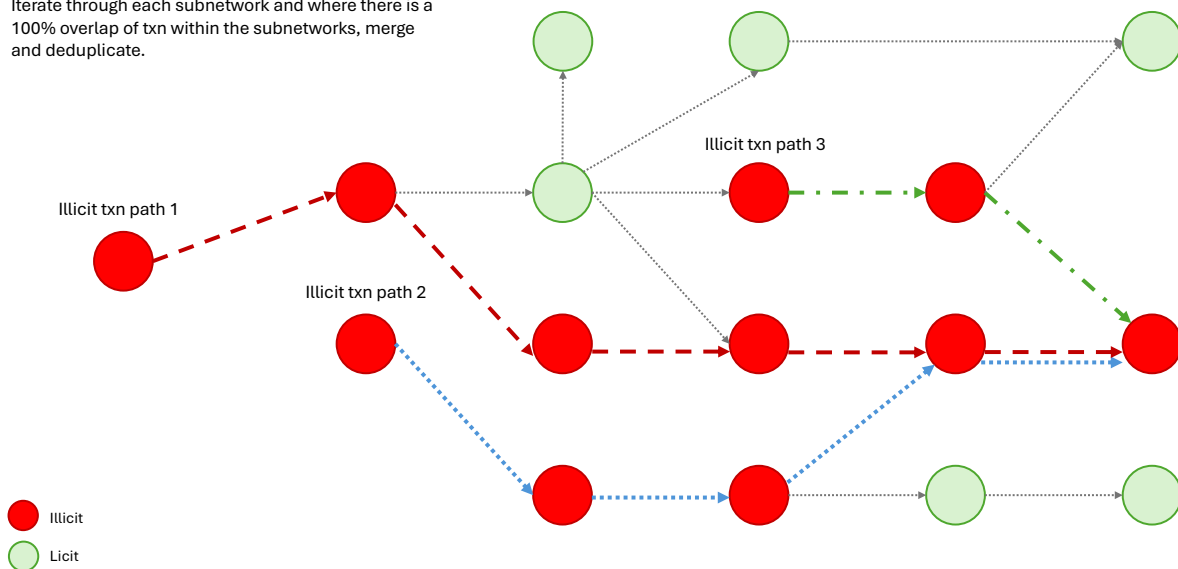 Iterate through each subnetwork and where there is a
100% overlap of txn within the subnetworks, merge
and deduplicate.
Illicit txn path 3
Illicit txn path 1
Illicit txn path 2
Illicit
Licit